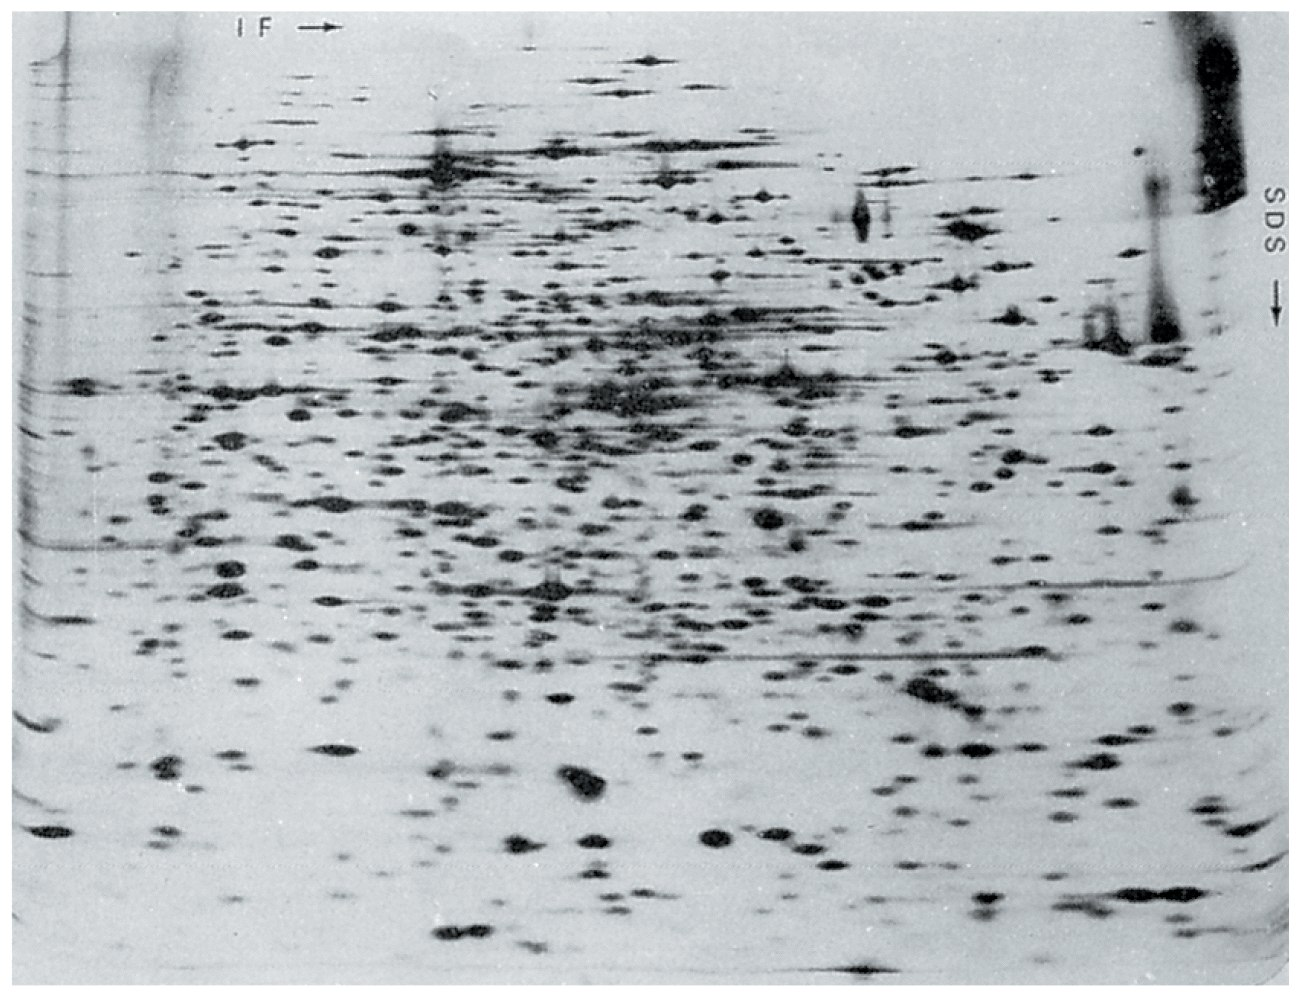 IF →
SDS →